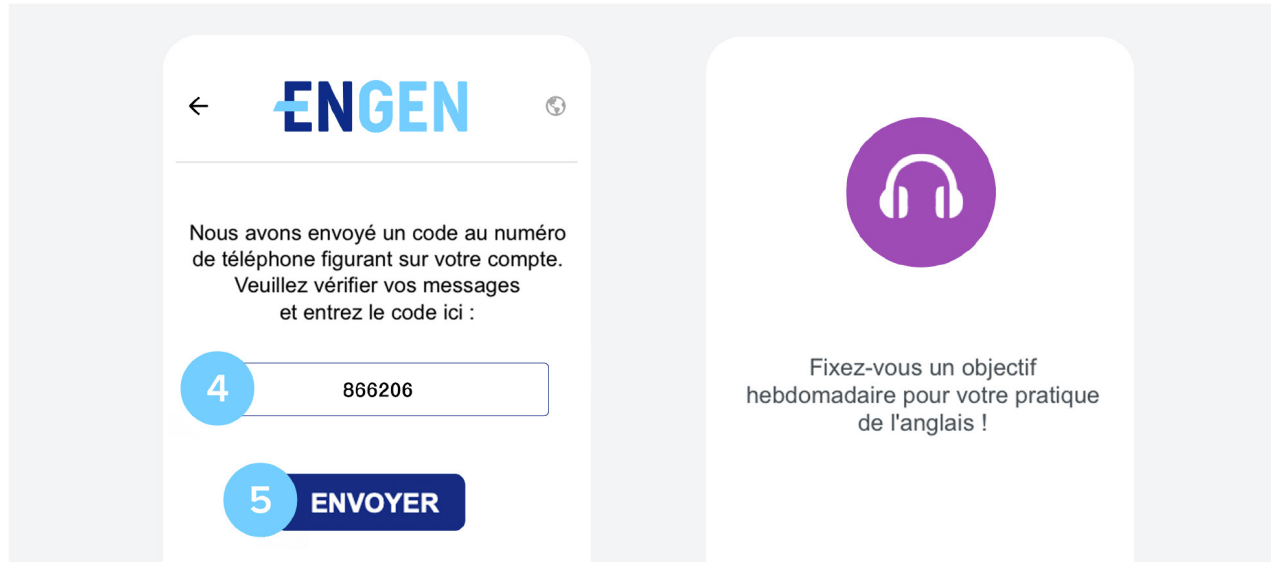 ENGEN
Nous avons envoyé un code au numéro
de téléphone figurant sur votre compte.
Veuillez vérifier vos messages
et entrez le code ici :
4
866206
5
ENVOYER
Fixez-vous un objectif
hebdomadaire pour votre pratique
de l'anglais !